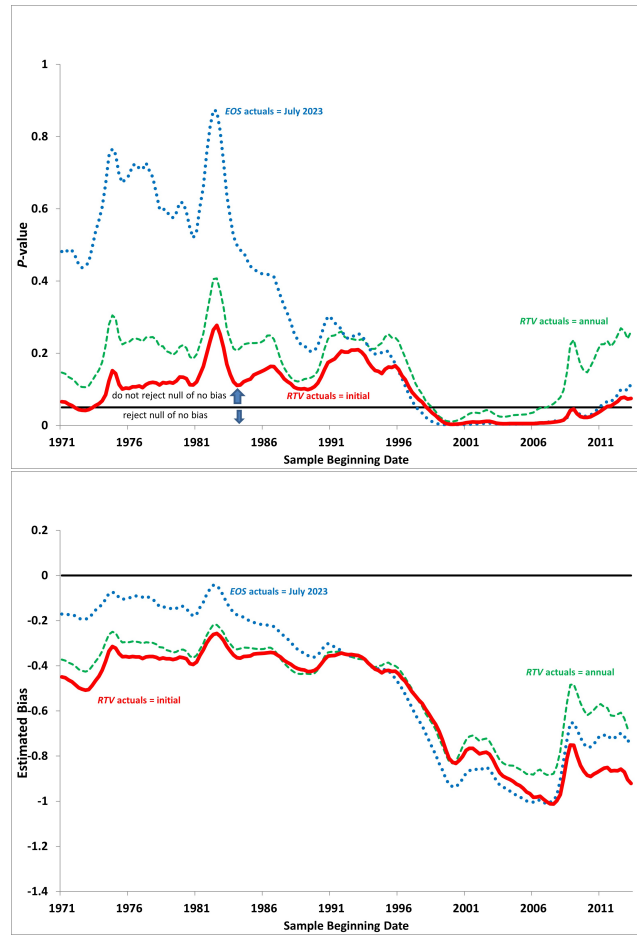 1
EOS actuals = July 2023
0.8
0.6
P-value
0.4
RTV actuals = annual
0.2
do not reject null of no bias
RTV actuals = initial
reject null of no bias
0
1971 1976 1981 1986 1991 1996 2001 2006 2011
Sample Beginning Date
0.2
0
EOS actuals = July 2023
-0.2
-0.4
RTV actuals = annual
RTV actuals = initial
Estimated Bias
-0.6
-0.8
-1
-1.2
-1.4
1971 1976 1981 1986 1991 1996 2001 2006 2011
Sample Beginning Date